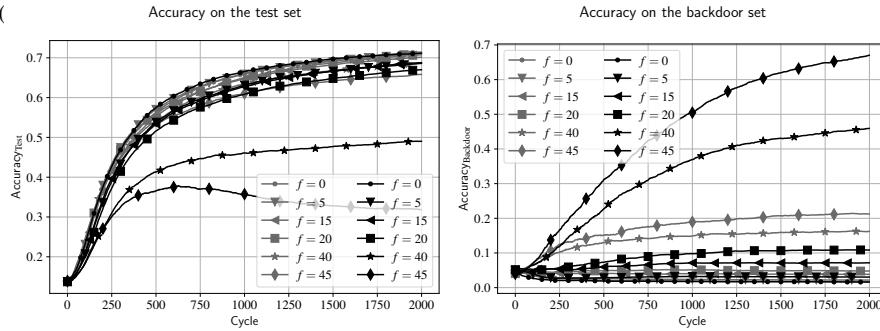 (
Accuracy on the test set
0.7
0.6
0.5
0.4
0.3
0.2
Accuracy_Test
0 250 500 750 1000 1250 1500 1750 2000
Cycle
f = 0 f = 0
f = 5 f = 5
f = 15 f = 15
f = 20 f = 20
f = 40 f = 40
f = 45 f = 45
Accuracy on the backdoor set
0.7
0.6
0.5
0.4
0.3
0.2
0.1
0.0
Accuracy_Backdoor
0 250 500 750 1000 1250 1500 1750 2000
Cycle
f = 0 f = 0
f = 5 f = 5
f = 15 f = 15
f = 20 f = 20
f = 40 f = 40
f = 45 f = 45